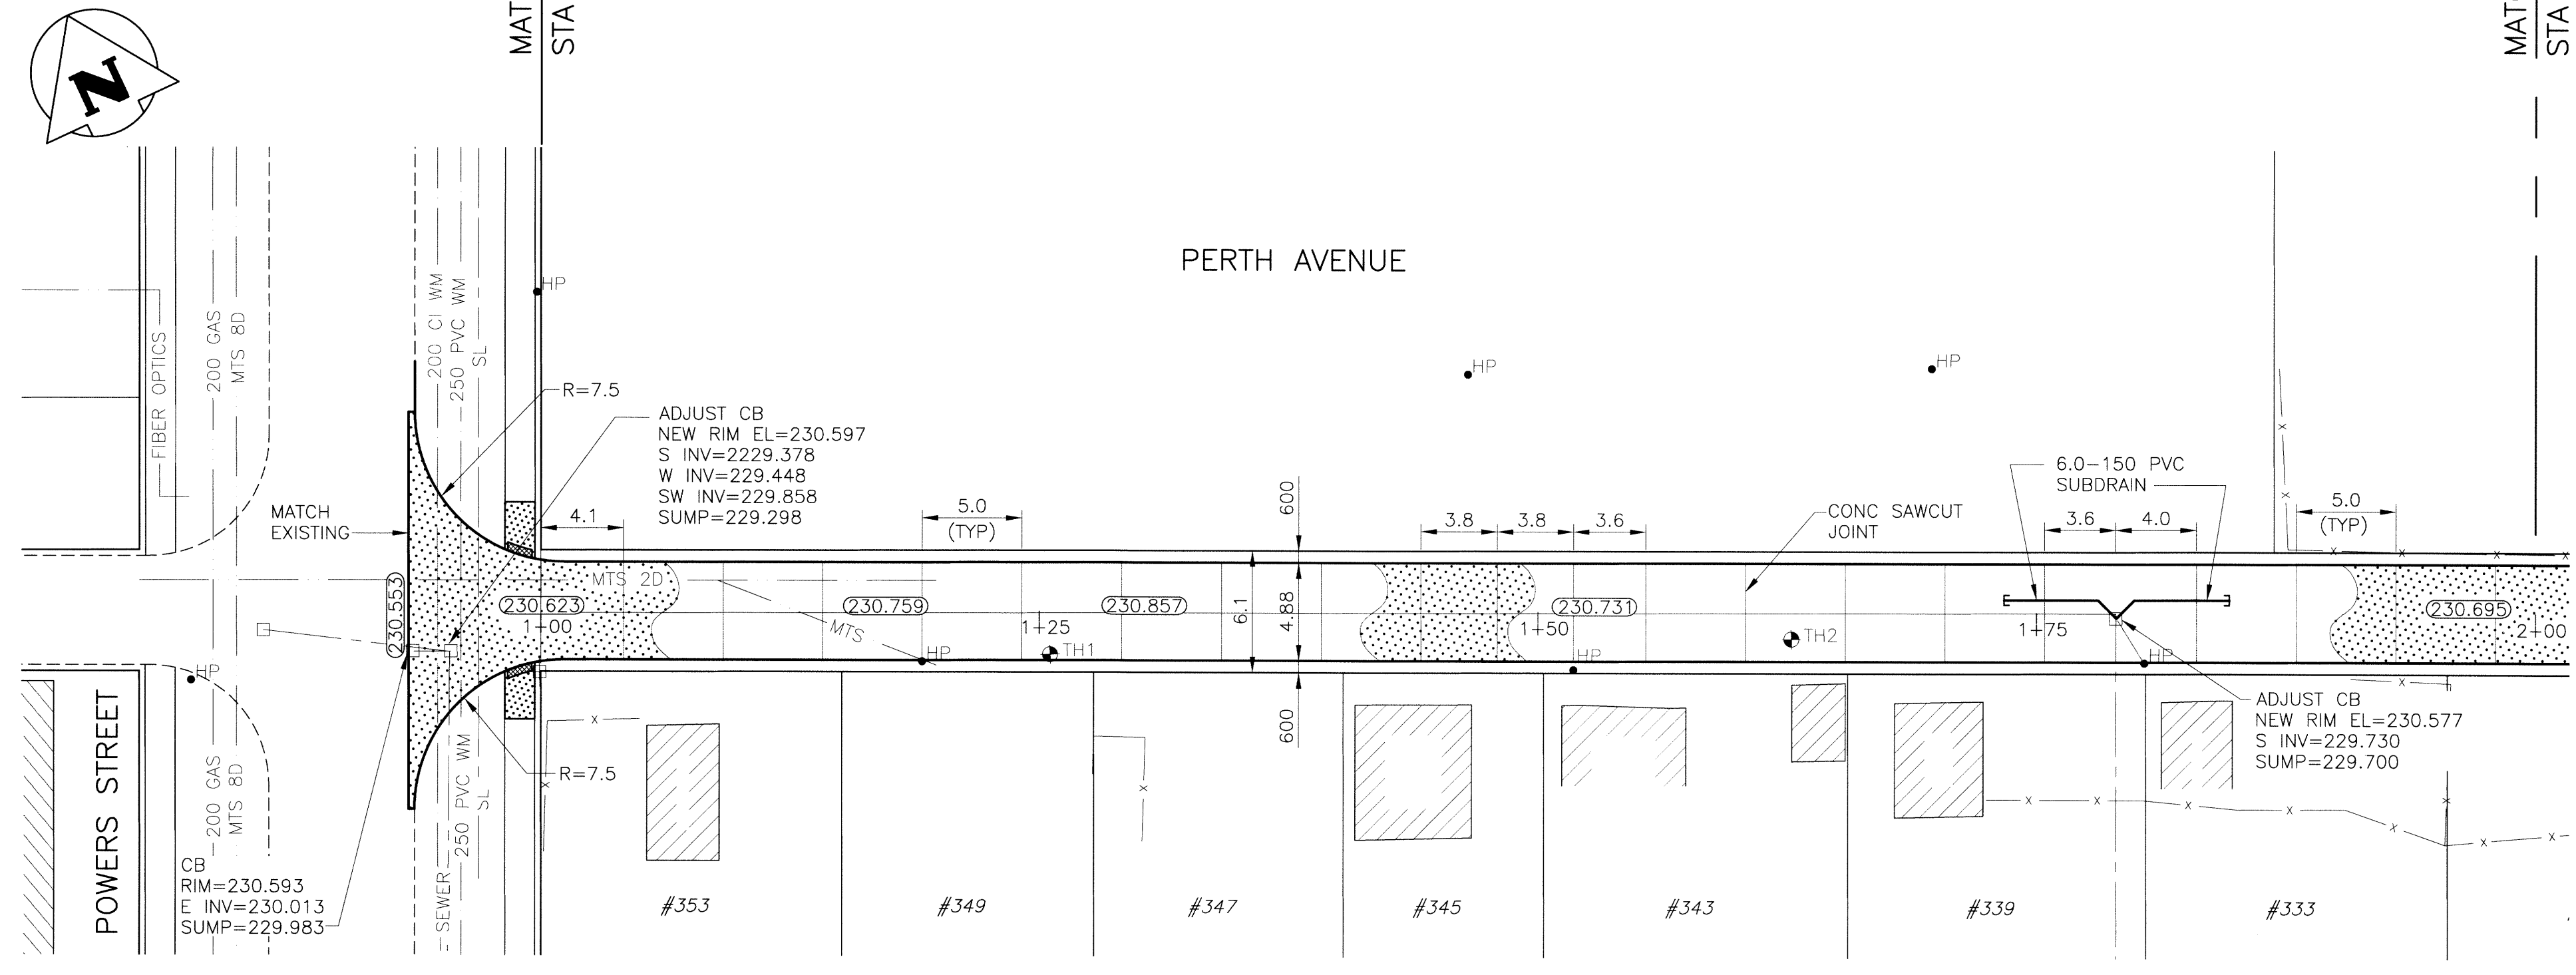 N
MAT
STA
MAT
STA
PERTH AVENUE
HP
HP
HP
FIBER OPTICS
200 GAS
MTS 8D
200 CI WM
250 PVC WM
SL
R=7.5
ADJUST CB
NEW RIM EL=230.597
S INV=2229.378
W INV=229.448
SW INV=229.858
SUMP=229.298
MATCH
EXISTING
4.1
5.0
(TYP)
600
3.8
3.8
3.6
CONC SAWCUT
JOINT
6.0-150 PVC
SUBDRAIN
3.6
4.0
5.0
(TYP)
230.553
MTS 2D
230.623
1+00
230.759
MTS
230.857
1+25
6.1
4.88
230.731
1+50
1+75
230.695
2+00
HP
HP
TH1
HP
TH2
HP
600
POWERS STREET
200 GAS
MTS 8D
R=7.5
250 PVC WM
SL
SEWER
ADJUST CB
NEW RIM EL=230.577
S INV=229.730
SUMP=229.700
CB
RIM=230.593
E INV=230.013
SUMP=229.983
#353
#349
#347
#345
#343
#339
#333